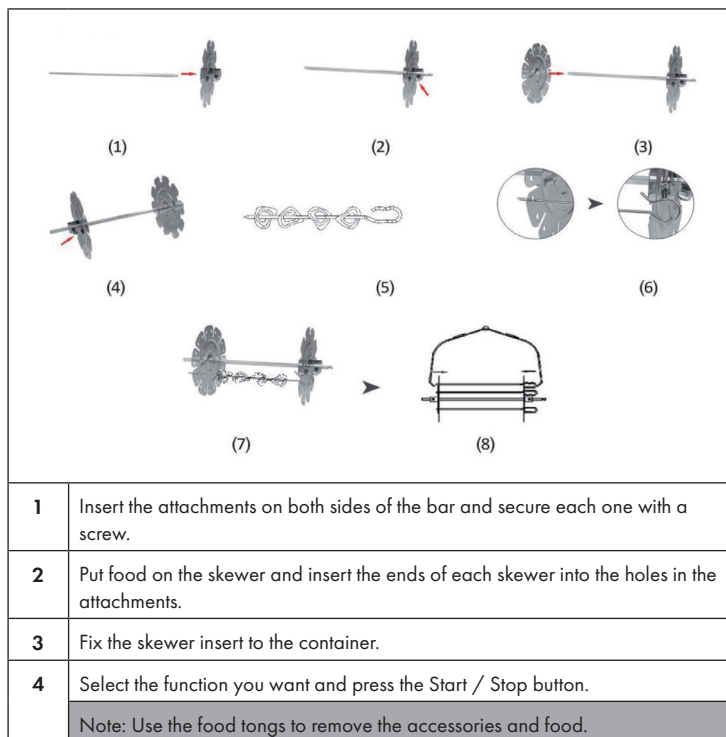 (1)
(2)
(3)
(4)
(5)
(6)
(7)
(8)
1
Insert the attachments on both sides of the bar and secure each one with a
screw.
2
Put food on the skewer and insert the ends of each skewer into the holes in the
attachments.
3
Fix the skewer insert to the container.
4
Select the function you want and press the Start / Stop button.
Note: Use the food tongs to remove the accessories and food.